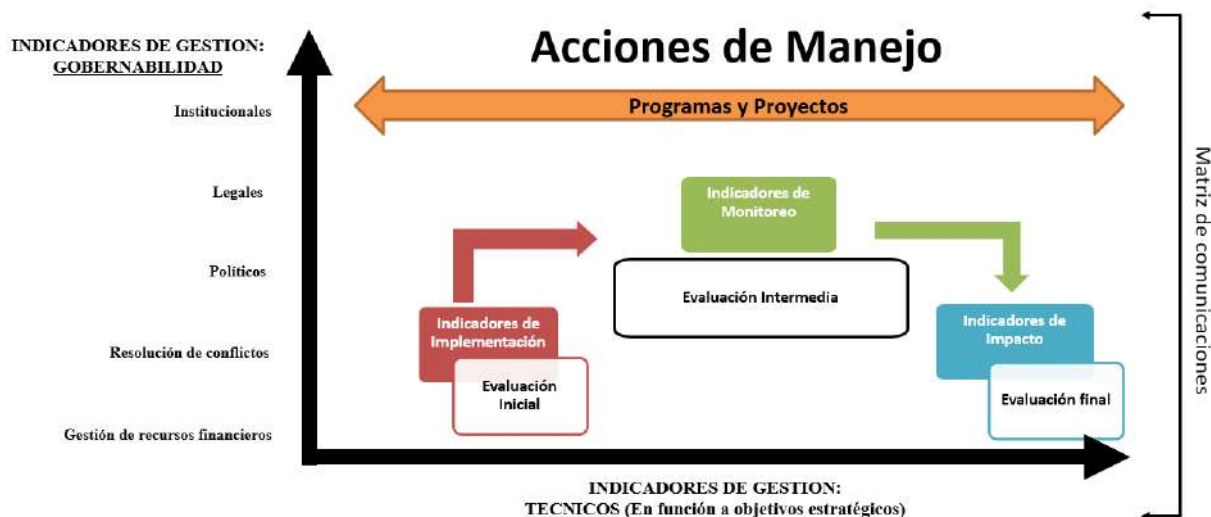 INDICADORES DE GESTION:
GOBERNABILIDAD
Institucionales
Legales
Políticos
Resolución de conflictos
Gestión de recursos financieros
Acciones de Manejo
Programas y Proyectos
Indicadores de
Implementación
Evaluación
Inicial
Indicadores de
Monitoreo
Evaluación Intermedia
Indicadores de
Impacto
Evaluación final
INDICADORES DE GESTION:
TECNICOS (En función a objetivos estratégicos)
Matriz de comunicaciones